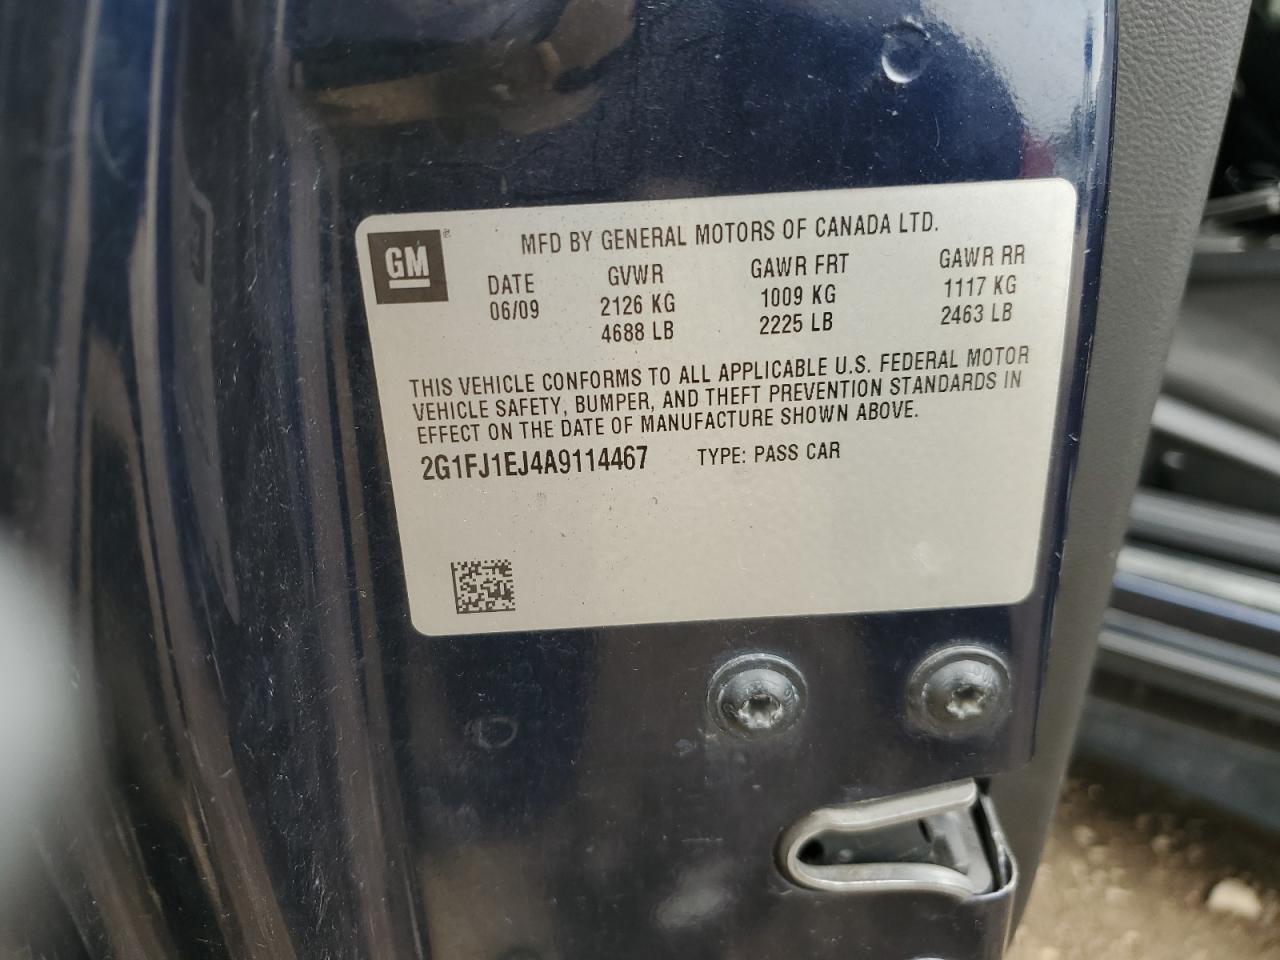 GM ®
MFD BY GENERAL MOTORS OF CANADA LTD.
DATE GVWR GAWR FRT GAWR RR
06/09 2126 KG 1009 KG 1117 KG
4688 LB 2225 LB 2463 LB
THIS VEHICLE CONFORMS TO ALL APPLICABLE U.S. FEDERAL MOTOR
VEHICLE SAFETY, BUMPER, AND THEFT PREVENTION STANDARDS IN
EFFECT ON THE DATE OF MANUFACTURE SHOWN ABOVE.
2G1FJ1EJ4A9114467 TYPE: PASS CAR